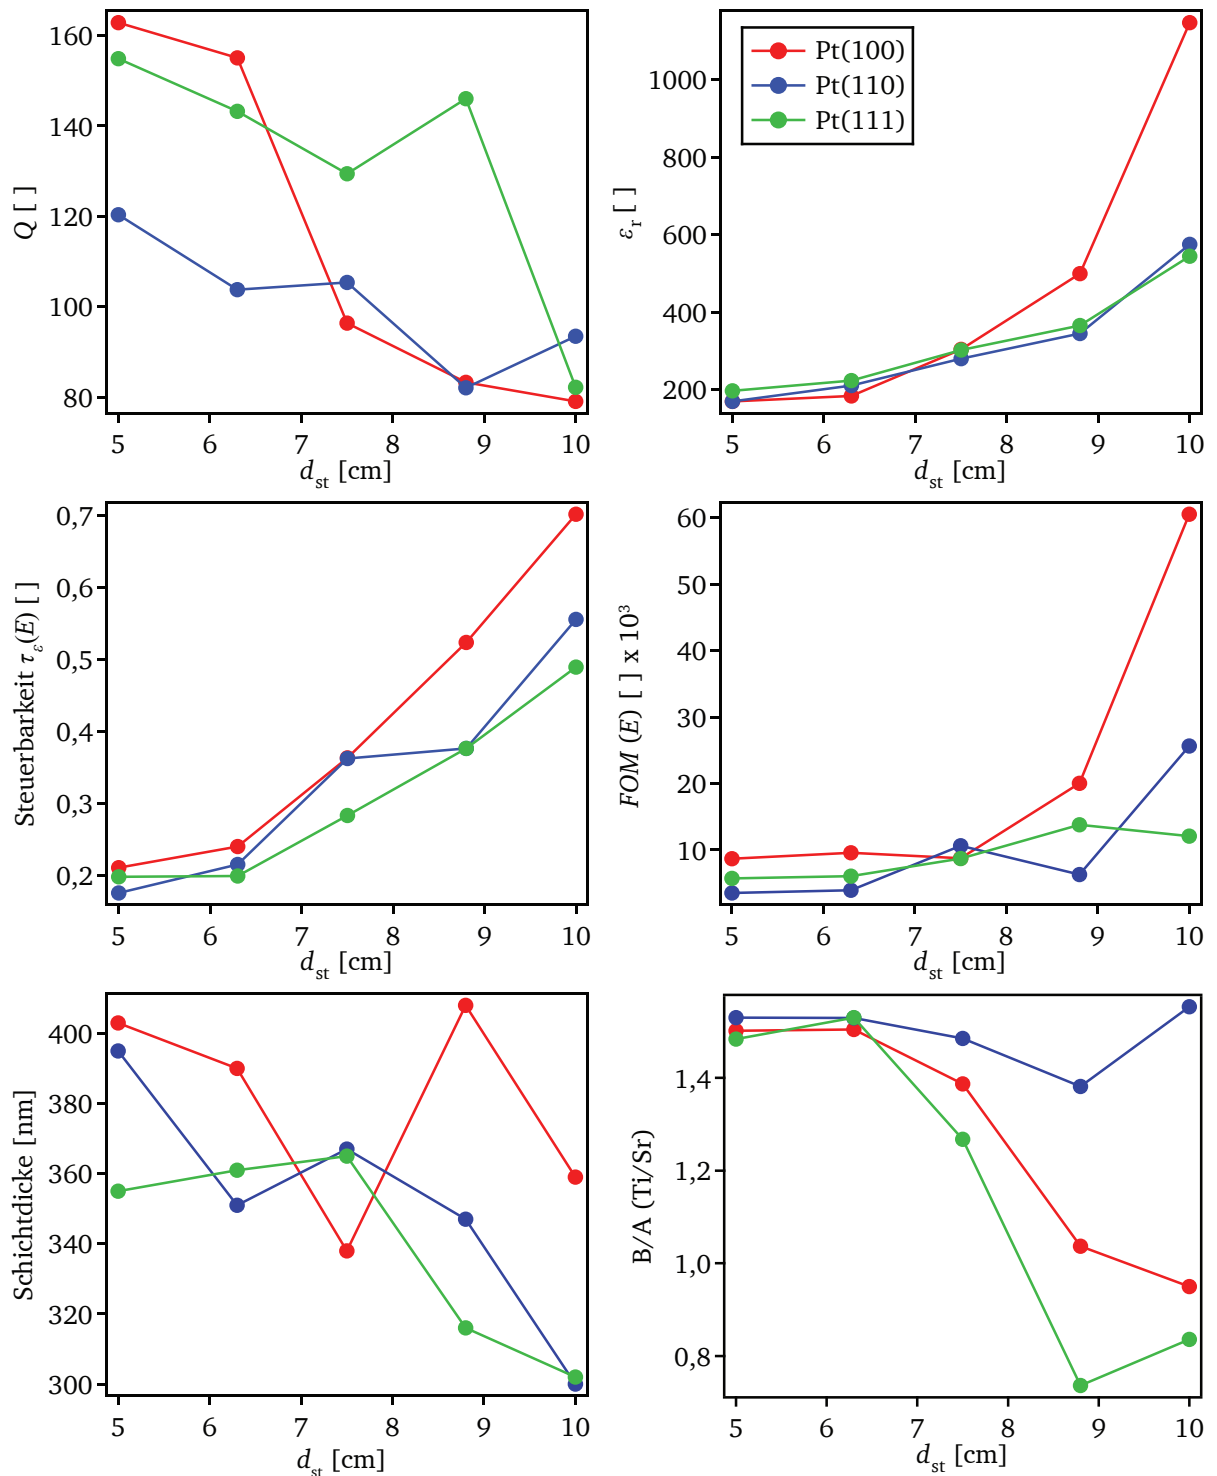 160
140
120
100
80
Q [ ]
5 6 7 8 9 10
d_st [cm]
1000
800
600
400
200
ε_r [ ]
Pt(100)
Pt(110)
Pt(111)
5 6 7 8 9 10
d_st [cm]
0,7
0,6
0,5
0,4
0,3
0,2
Steuerbarkeit τ_ε(E) [ ]
5 6 7 8 9 10
d_st [cm]
60
50
40
30
20
10
FOM (E) [ ] x 10³
5 6 7 8 9 10
d_st [cm]
400
380
360
340
320
300
Schichtdicke [nm]
5 6 7 8 9 10
d_st [cm]
1,4
1,2
1,0
0,8
B/A (Ti/Sr)
5 6 7 8 9 10
d_st [cm]